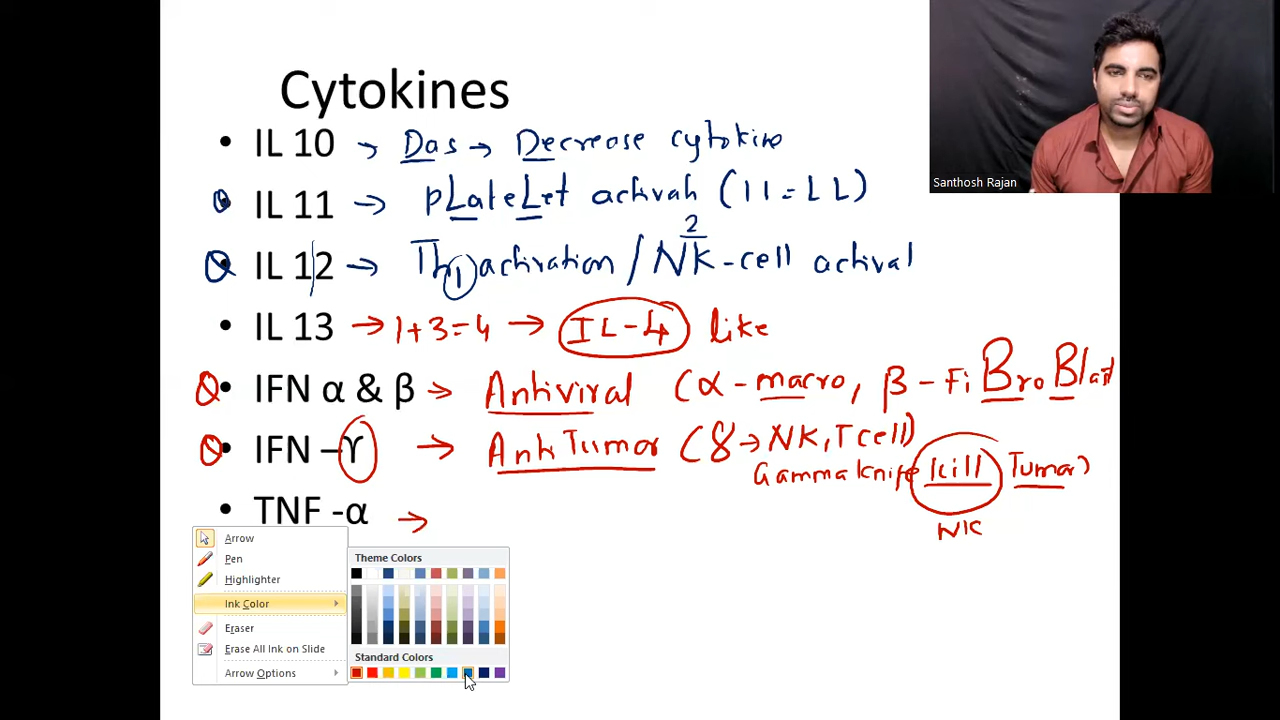 Cytokines
• IL 10 → Das → Decrease cytokine
• IL 11 → pLateLet activah (11 = LL)
• IL 12 → Th1 activation / NK-cell actival
2
• IL 13 → 1+3=4 → IL-4 like
• IFN α & β → Antiviral (α - macro, β - FiBroBlast
• IFN –ϒ → AntiTumor (8 → NK, T cell)
Gamma knife kill Tumor)
NK
• TNF -α →
Santhosh Rajan
Arrow
Pen
Highlighter
Ink Color
Eraser
Erase All Ink on Slide
Arrow Options
Theme Colors
Standard Colors